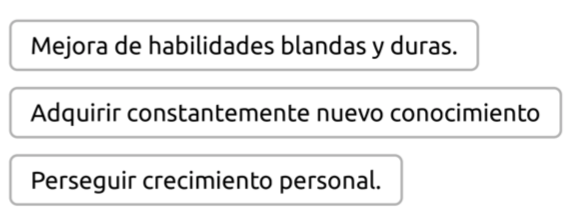 Mejora de habilidades blandas y duras.
Adquirir constantemente nuevo conocimiento
Perseguir crecimiento personal.